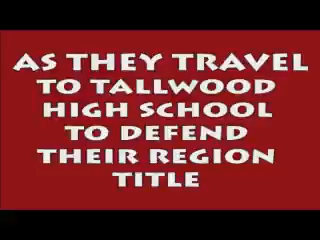 AS THEY TRAVEL
TO TALLWOOD
HIGH SCHOOL
TO DEFEND
THEIR REGION
TITLE